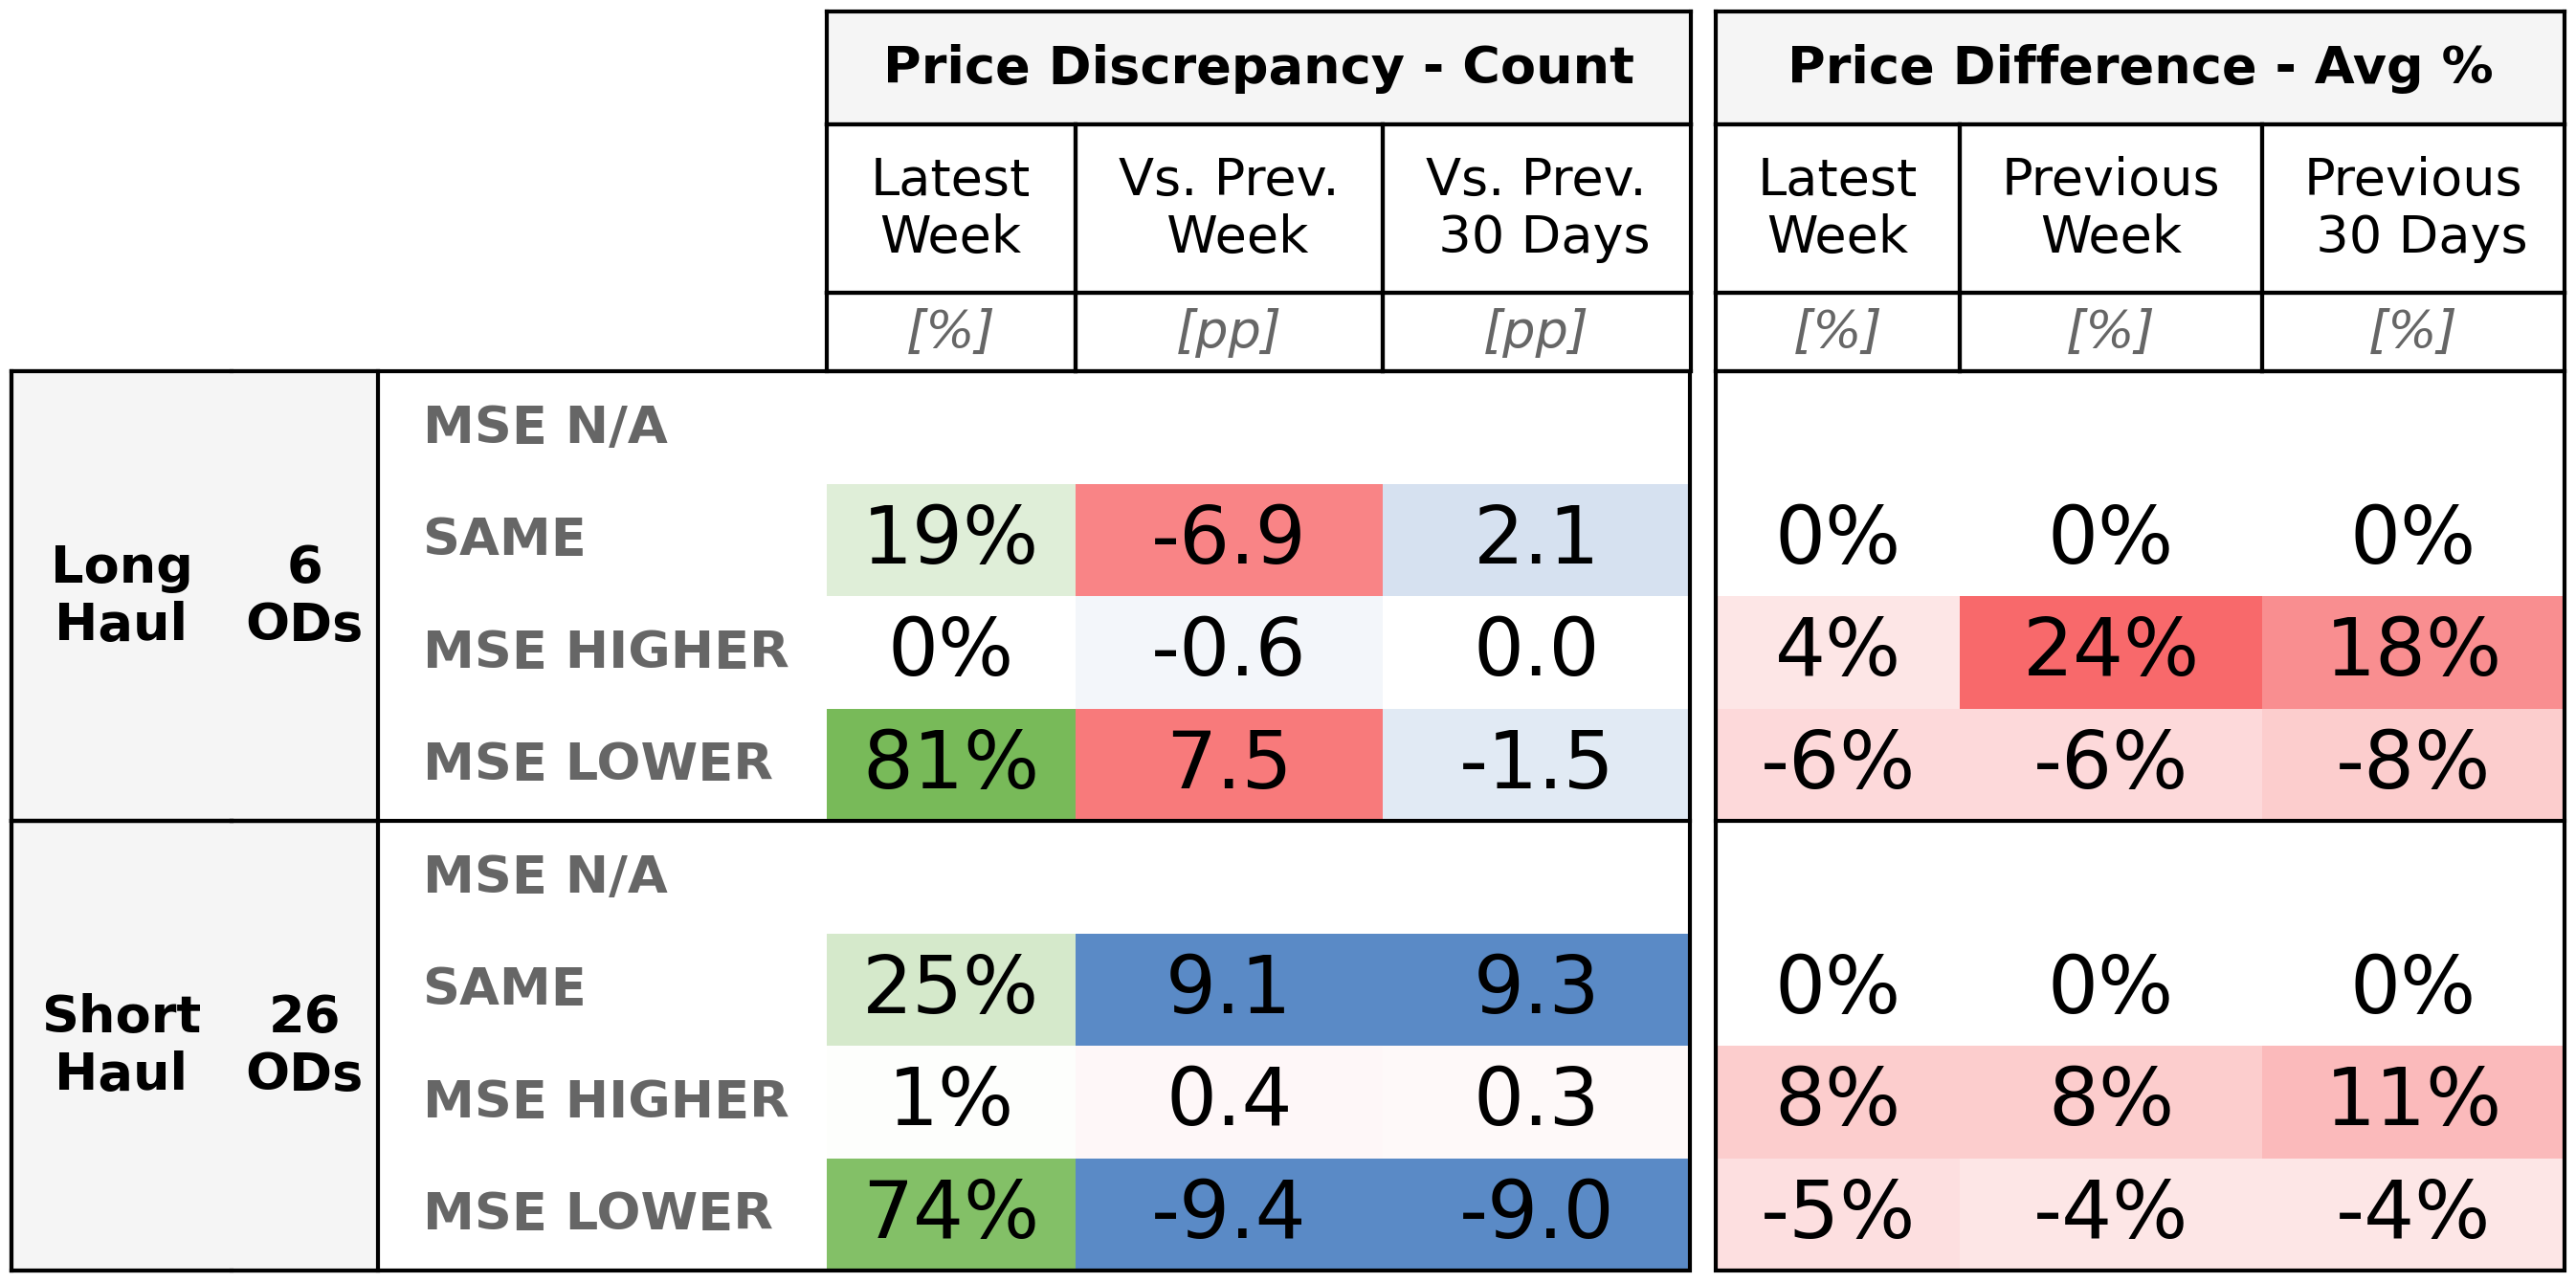 Price Discrepancy - Count Price Difference - Avg %
Latest Week Vs. Prev. Week Vs. Prev. 30 Days Latest Week Previous Week Previous 30 Days
[%] [pp] [pp] [%] [%] [%]
Long Haul 6 ODs
MSE N/A
SAME 19% -6.9 2.1 0% 0% 0%
MSE HIGHER 0% -0.6 0.0 4% 24% 18%
MSE LOWER 81% 7.5 -1.5 -6% -6% -8%
Short Haul 26 ODs
MSE N/A
SAME 25% 9.1 9.3 0% 0% 0%
MSE HIGHER 1% 0.4 0.3 8% 8% 11%
MSE LOWER 74% -9.4 -9.0 -5% -4% -4%